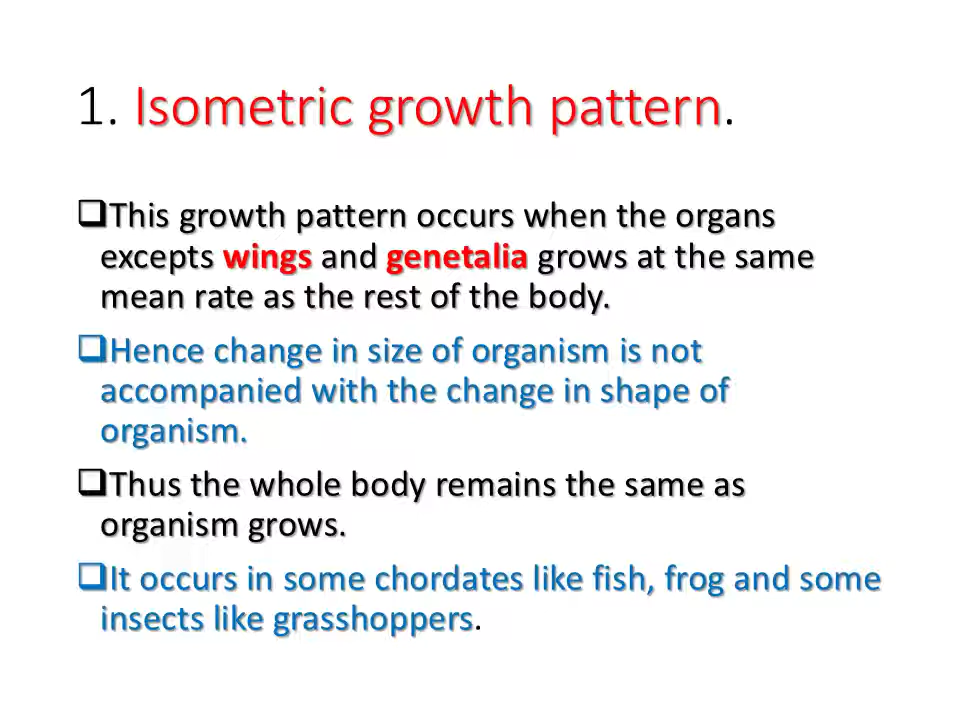 1. Isometric growth pattern.
❑This growth pattern occurs when the organs
excepts wings and genetalia grows at the same
mean rate as the rest of the body.
❑Hence change in size of organism is not
accompanied with the change in shape of
organism.
❑Thus the whole body remains the same as
organism grows.
❑It occurs in some chordates like fish, frog and some
insects like grasshoppers.